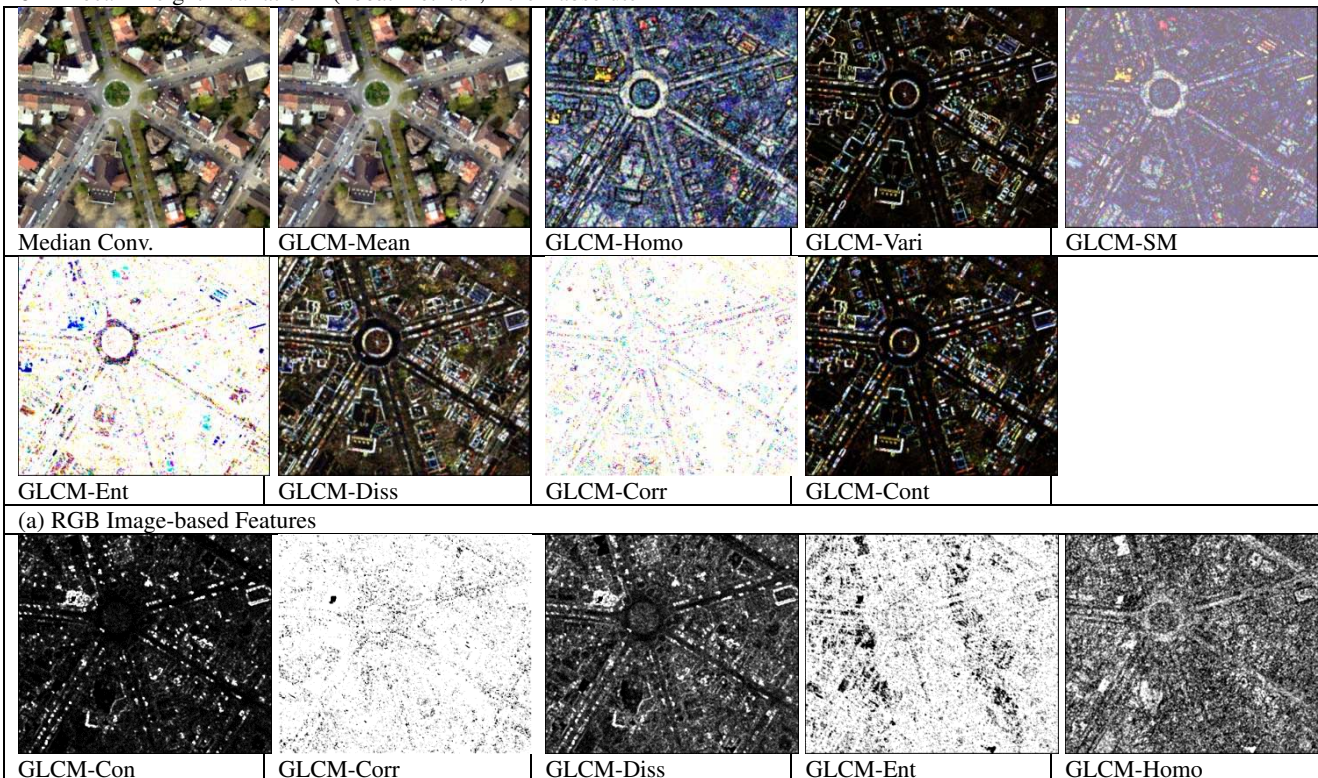 Median Conv. GLCM-Mean GLCM-Homo GLCM-Vari GLCM-SM
GLCM-Ent GLCM-Diss GLCM-Corr GLCM-Cont
(a) RGB Image-based Features
GLCM-Con GLCM-Corr GLCM-Diss GLCM-Ent GLCM-Homo